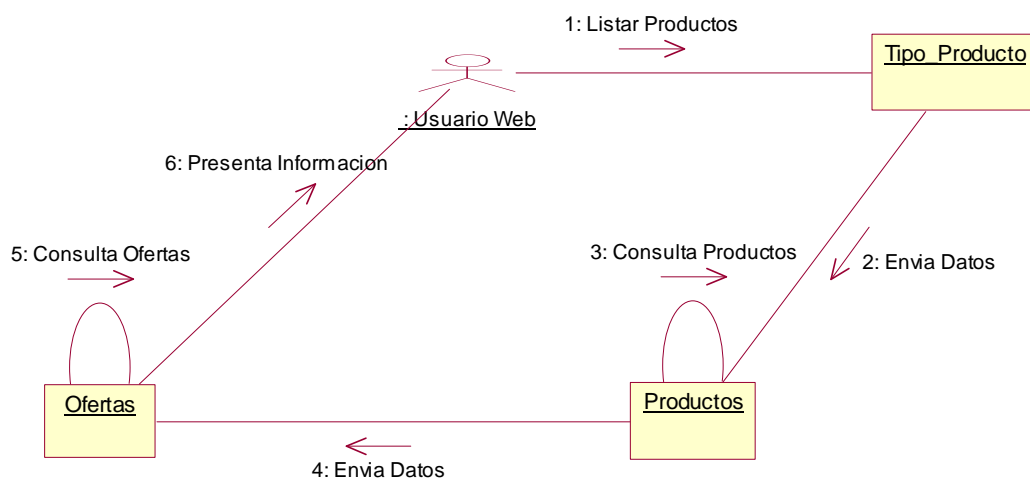 1: Listar Productos
Tipo_Producto
: Usuario Web
6: Presenta Informacion
5: Consulta Ofertas
3: Consulta Productos
2: Envia Datos
Ofertas
Productos
4: Envia Datos